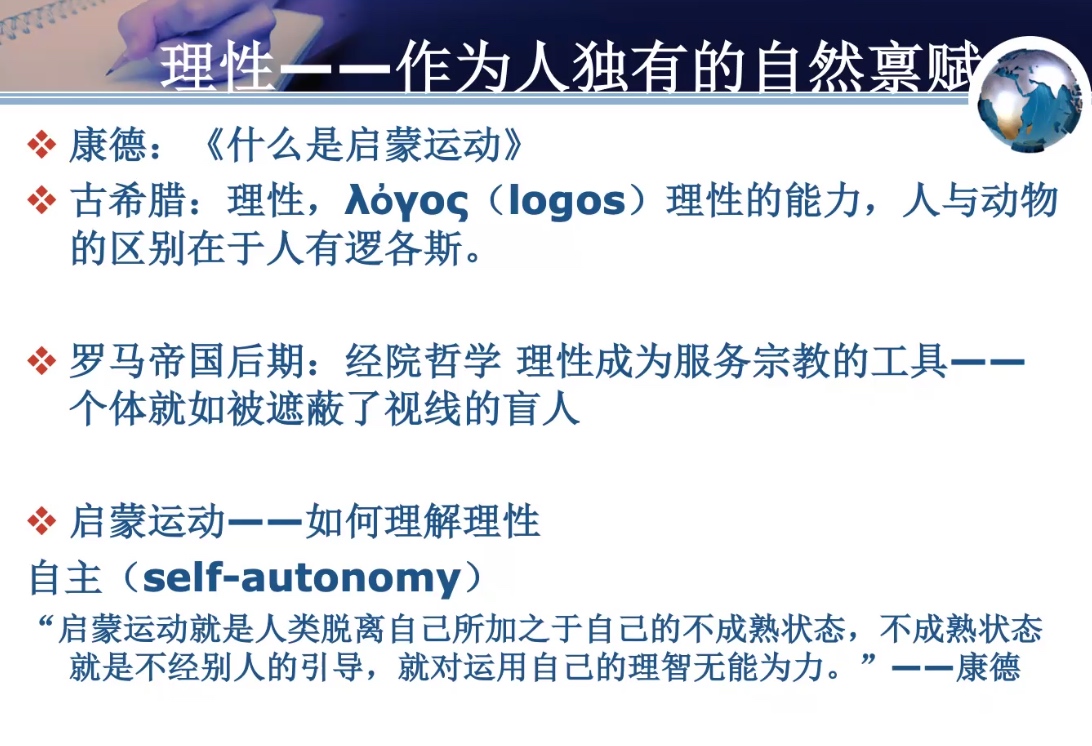 理性——作为人独有的自然禀赋
康德：《什么是启蒙运动》
古希腊：理性，λόγος（logos）理性的能力，人与动物
的区别在于人有逻各斯。
罗马帝国后期：经院哲学 理性成为服务宗教的工具——
个体就如被遮蔽了视线的盲人
启蒙运动——如何理解理性
自主（self-autonomy）
“启蒙运动就是人类脱离自己所加之于自己的不成熟状态，不成熟状态
就是不经别人的引导，就对运用自己的理智无能为力。”——康德